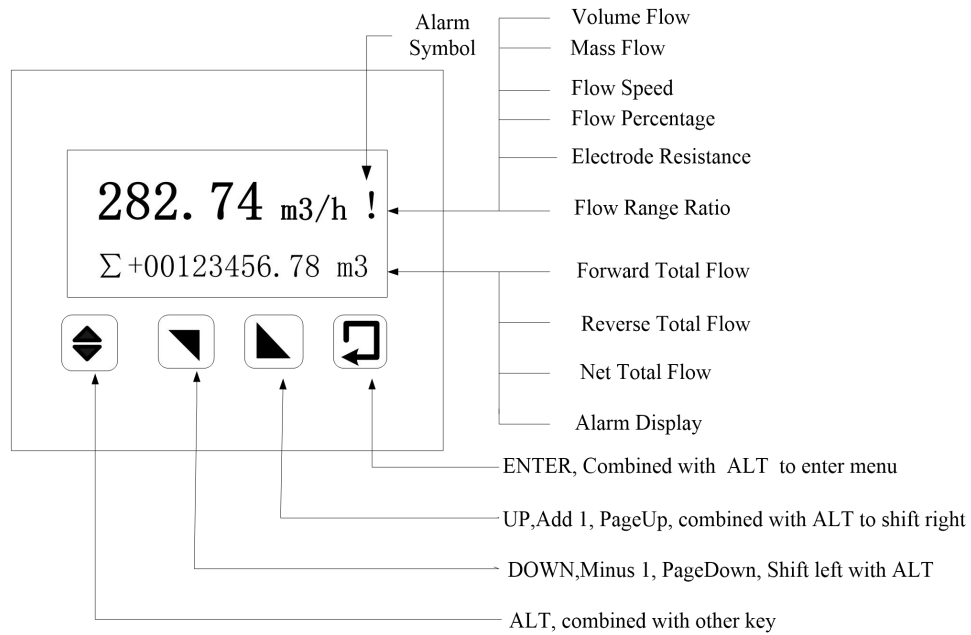 Alarm
Symbol
Volume Flow
Mass Flow
Flow Speed
Flow Percentage
Electrode Resistance
Flow Range Ratio
282.74 m3/h !
Σ+00123456.78 m3
Forward Total Flow
Reverse Total Flow
Net Total Flow
Alarm Display
ENTER, Combined with ALT to enter menu
UP,Add 1, PageUp, combined with ALT to shift right
DOWN,Minus 1, PageDown, Shift left with ALT
ALT, combined with other key